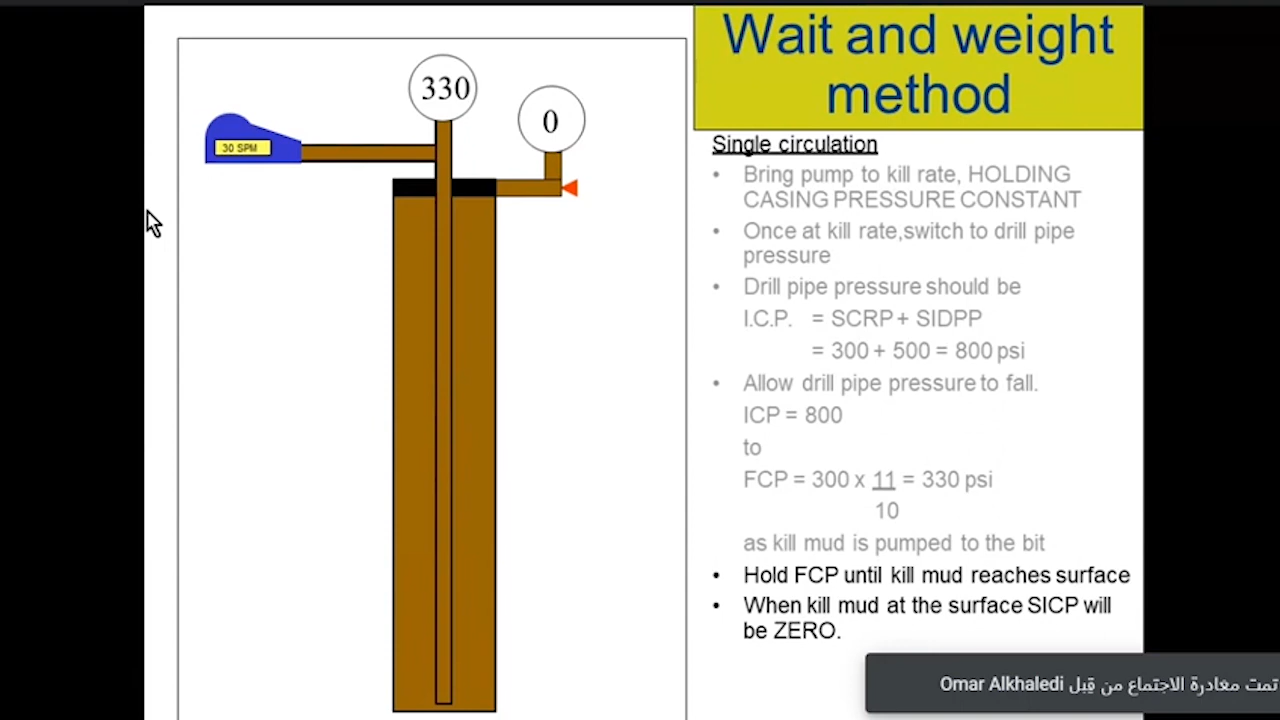 330
0
30 SPM
Wait and weight
method
Single circulation
• Bring pump to kill rate, HOLDING
CASING PRESSURE CONSTANT
• Once at kill rate,switch to drill pipe
pressure
• Drill pipe pressure should be
I.C.P. = SCRP + SIDPP
= 300 + 500 = 800 psi
• Allow drill pipe pressure to fall.
ICP = 800
to
FCP = 300 x 11 = 330 psi
10
as kill mud is pumped to the bit
• Hold FCP until kill mud reaches surface
• When kill mud at the surface SICP will
be ZERO.
تمت مغادرة الاجتماع من قِبل Omar Alkhaledi